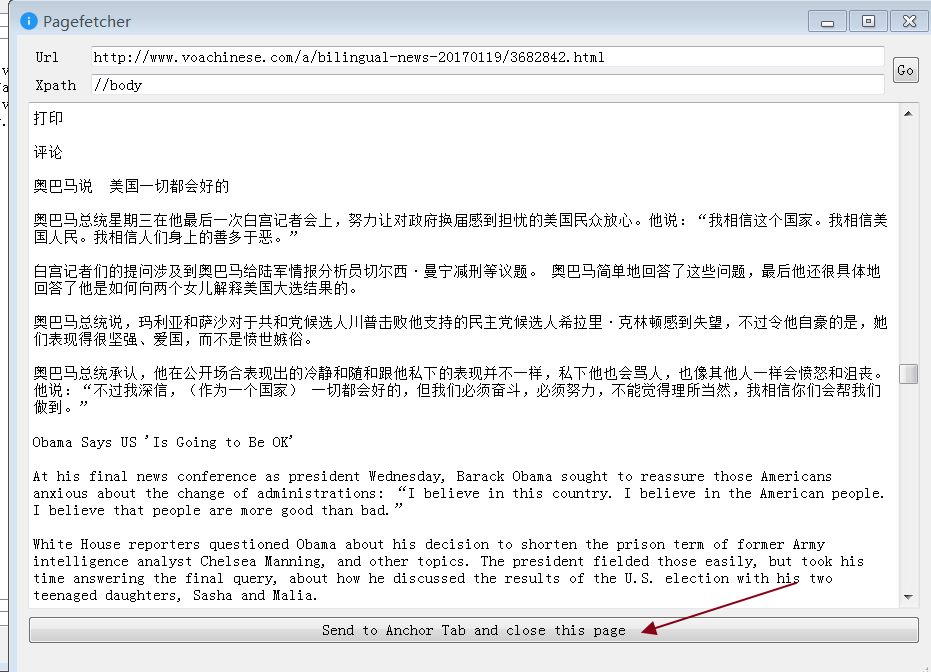 Pagefetcher
Url http://www.voachinese.com/a/bilingual-news-20170119/3682842.html
Go
Xpath //body
打印
评论
奥巴马说　美国一切都会好的
奥巴马总统星期三在他最后一次白宫记者会上，努力让对政府换届感到担忧的美国民众放心。他说：“我相信这个国家。我相信美
国人民。我相信人们身上的善多于恶。”
白宫记者们的提问涉及到奥巴马给陆军情报分析员切尔西·曼宁减刑等议题。 奥巴马简单地回答了这些问题，最后他还很具体地
回答了他是如何向两个女儿解释美国大选结果的。
奥巴马总统说，玛利亚和萨沙对于共和党候选人川普击败他支持的民主党候选人希拉里·克林顿感到失望，不过令他自豪的是，她
们表现得很坚强、爱国，而不是愤世嫉俗。
奥巴马总统承认，他在公开场合表现出的冷静和随和跟他私下的表现并不一样，私下他也会骂人，也像其他人一样会愤怒和沮丧。
他说：“不过我深信，（作为一个国家） 一切都会好的，但我们必须奋斗，必须努力，不能觉得理所当然，我相信你们会帮我们
做到。”
Obama Says US 'Is Going to Be OK'
At his final news conference as president Wednesday, Barack Obama sought to reassure those Americans
anxious about the change of administrations: “I believe in this country. I believe in the American people.
I believe that people are more good than bad.”
White House reporters questioned Obama about his decision to shorten the prison term of former Army
intelligence analyst Chelsea Manning, and other topics. The president fielded those easily, but took his
time answering the final query, about how he discussed the results of the U.S. election with his two
teenaged daughters, Sasha and Malia.
Send to Anchor Tab and close this page